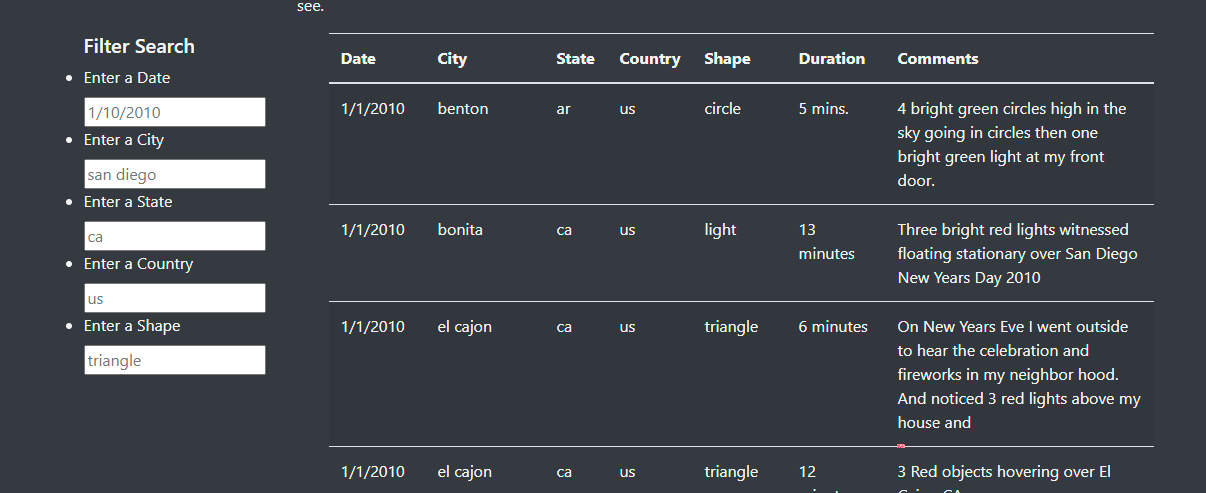 see.
Filter Search
Enter a Date
1/10/2010
Enter a City
san diego
Enter a State
ca
Enter a Country
us
Enter a Shape
triangle
Date City State Country Shape Duration Comments
1/1/2010 benton ar us circle 5 mins. 4 bright green circles high in the
sky going in circles then one
bright green light at my front
door.
1/1/2010 bonita ca us light 13 Three bright red lights witnessed
minutes floating stationary over San Diego
New Years Day 2010
1/1/2010 el cajon ca us triangle 6 minutes On New Years Eve I went outside
to hear the celebration and
fireworks in my neighbor hood.
And noticed 3 red lights above my
house and
1/1/2010 el cajon ca us triangle 12 3 Red objects hovering over El